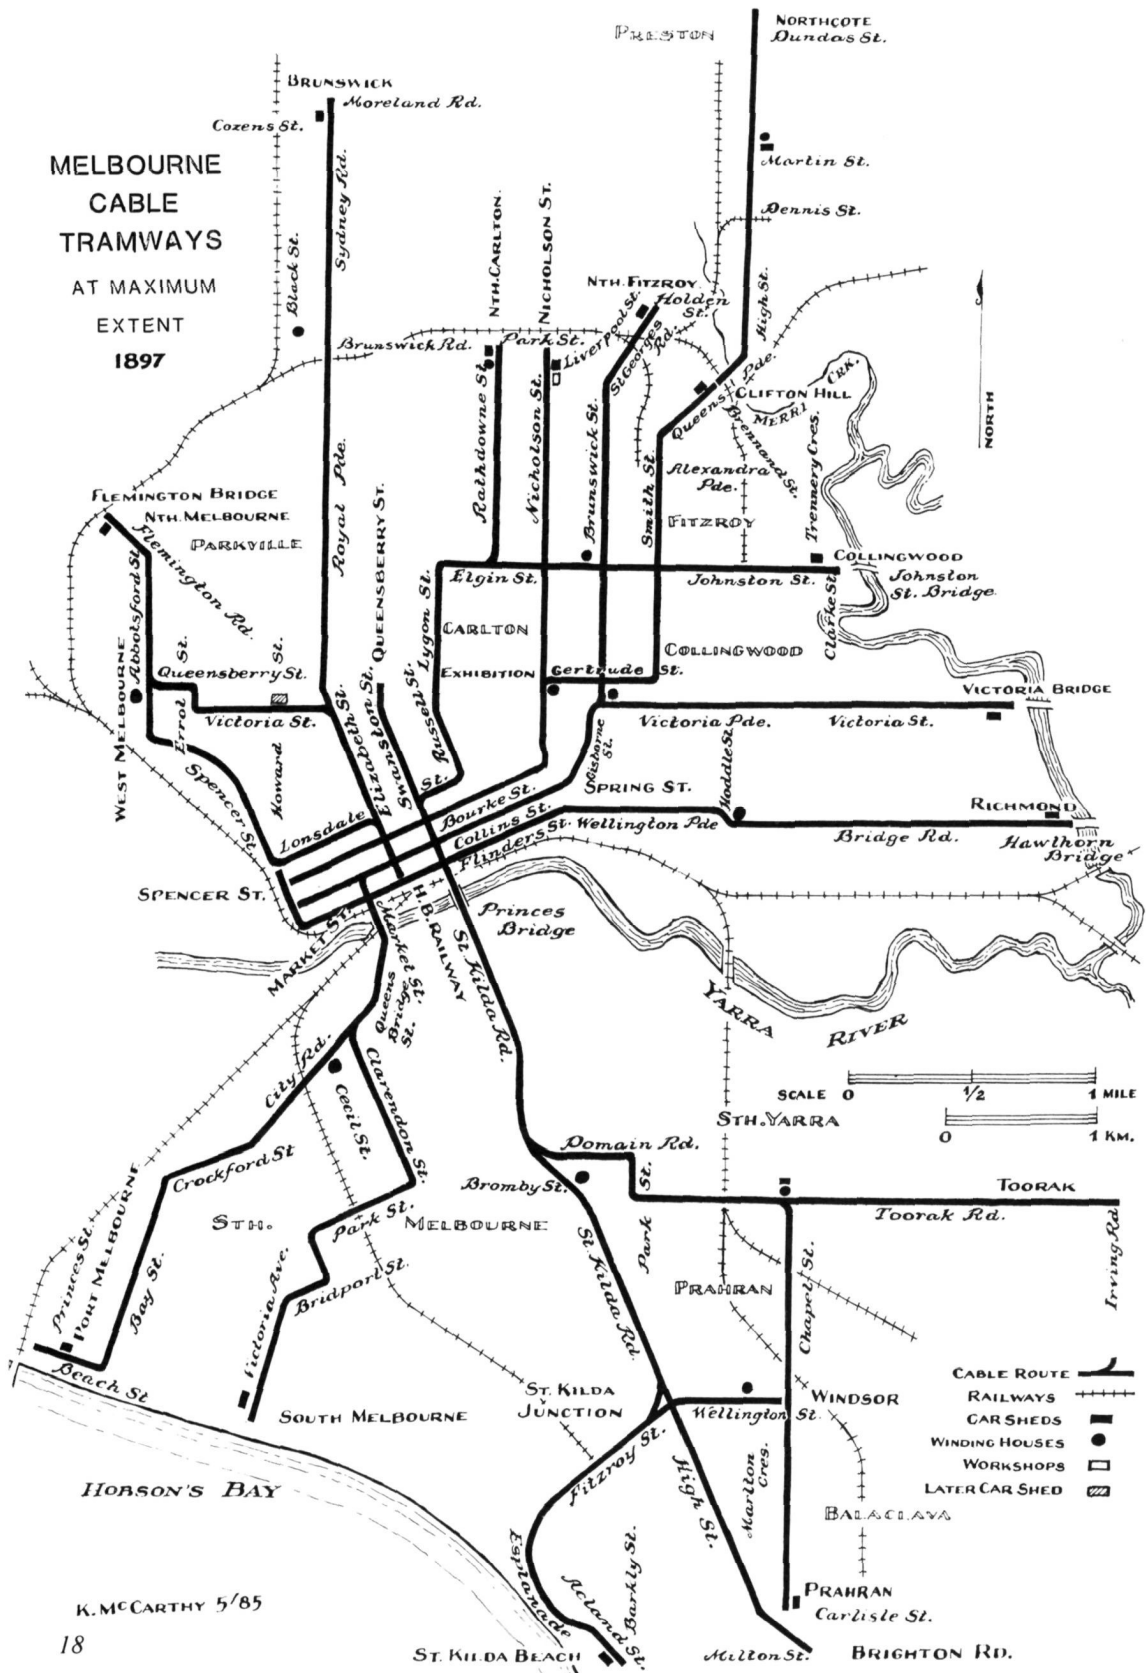 PRESTON
NORTHCOTE
Dundas St.
BRUNSWICK
Moreland Rd.
Cozens St.
MELBOURNE
CABLE
TRAMWAYS
AT MAXIMUM
EXTENT
1897
Martin St.
Dennis St.
Sydney Rd.
Black St.
NTH. CARLTON.
NICHOLSON ST.
NTH. FITZROY
Holden
St.
Liverpool St.
St Georges
Rd.
High St.
Brunswick Rd.
Park St.
Queens Pde.
CLIFTON HILL
MERRI CRK.
NORTH
Rathdowne St.
Nicholson St.
Brunswick St.
Smith St.
Brennand St.
Alexandra
Pde.
Trennery Cres.
FITZROY
FLEMINGTON BRIDGE
NTH. MELBOURNE
PARKVILLE
Flemington Rd.
Royal Pde.
QUEENSBERRY ST.
Elgin St.
Johnston St.
COLLINGWOOD
Johnston
St. Bridge
Clarke St.
Abbotsford St.
WEST MELBOURNE
Lygon St.
CARLTON
EXHIBITION
COLLINGWOOD
Gertrude St.
Queensberry St.
Errol St.
Howard St.
Victoria St.
Elizabeth St.
Swanston St.
Russel St.
St.
VICTORIA BRIDGE
Victoria Pde.
Victoria St.
Gisborne
St.
Hoddle St.
SPRING ST.
Spencer St.
Lonsdale
Bourke St.
Collins St.
Flinders St.
Wellington Pde
RICHMOND
Bridge Rd.
Hawthorn
Bridge
SPENCER ST.
MARKET ST.
Market St.
H.B. RAILWAY
Princes
Bridge
St. Kilda Rd.
Queens
Bridge
St.
YARRA
RIVER
City Rd.
Cecil St.
Clarendon St.
SCALE 0 1/2 1 MILE
0 1 KM.
STH. YARRA
Domain Rd.
Crockford St
Bromby St.
Park St.
TOORAK
Toorak Rd.
Irving Rd
STH. MELBOURNE
Park St.
Princes St.
PORT MELBOURNE
Bay St.
Victoria Ave.
Bridport St.
St. Kilda Rd.
PRAHRAN
Chapel St.
Beach St
SOUTH MELBOURNE
ST. KILDA
JUNCTION
Wellington St.
WINDSOR
CABLE ROUTE
RAILWAYS
CAR SHEDS
WINDING HOUSES
WORKSHOPS
LATER CAR SHED
Fitzroy St.
High St.
Marlton
Cres.
BALACLAVA
HOBSON'S BAY
Esplanade
Acland St.
Barkly St.
PRAHRAN
Carlisle St.
K. McCARTHY 5/85
18
ST. KILDA BEACH
Milton St.
BRIGHTON RD.